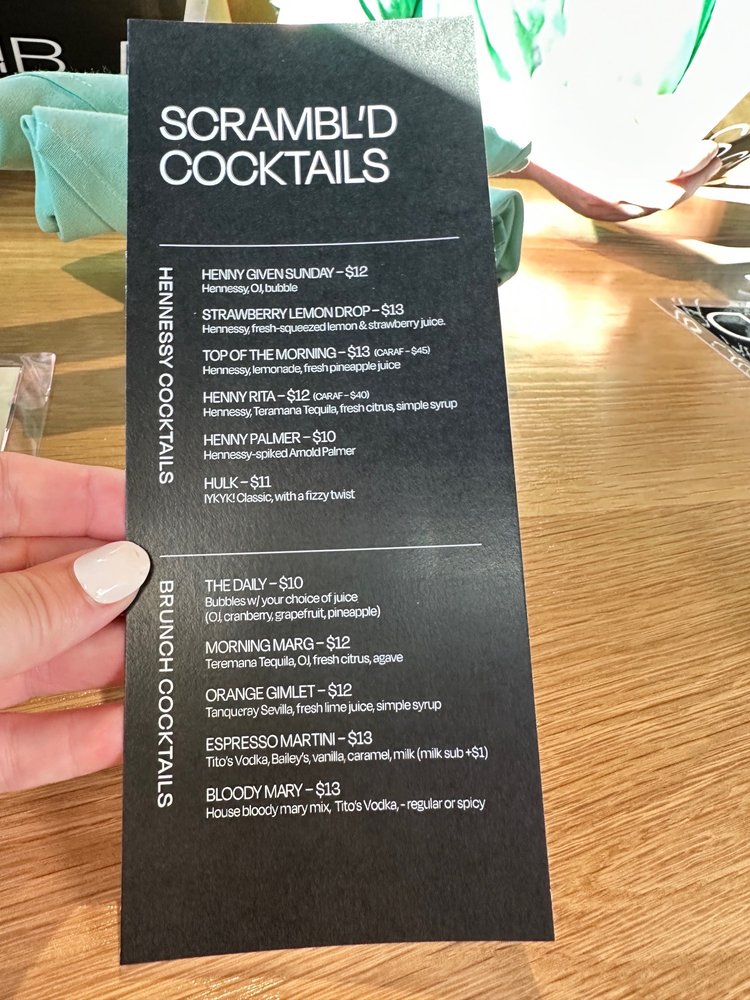 SCRAMBL'D
COCKTAILS
HENNESSY COCKTAILS
HENNY GIVEN SUNDAY – $12
Hennessy, OJ, bubble
STRAWBERRY LEMON DROP – $13
Hennessy, fresh-squeezed lemon & strawberry juice.
TOP OF THE MORNING – $13 (CARAF – $45)
Hennessy, lemonade, fresh pineapple juice
HENNY RITA – $12 (CARAF – $40)
Hennessy, Teramana Tequila, fresh citrus, simple syrup
HENNY PALMER – $10
Hennessy-spiked Arnold Palmer
HULK – $11
IYKYK! Classic, with a fizzy twist
BRUNCH COCKTAILS
THE DAILY – $10
Bubbles w/ your choice of juice
(OJ, cranberry, grapefruit, pineapple)
MORNING MARG – $12
Teremana Tequila, OJ, fresh citrus, agave
ORANGE GIMLET – $12
Tanqueray Sevilla, fresh lime juice, simple syrup
ESPRESSO MARTINI – $13
Tito's Vodka, Bailey's, vanilla, caramel, milk (milk sub +$1)
BLOODY MARY – $13
House bloody mary mix, Tito's Vodka, - regular or spicy